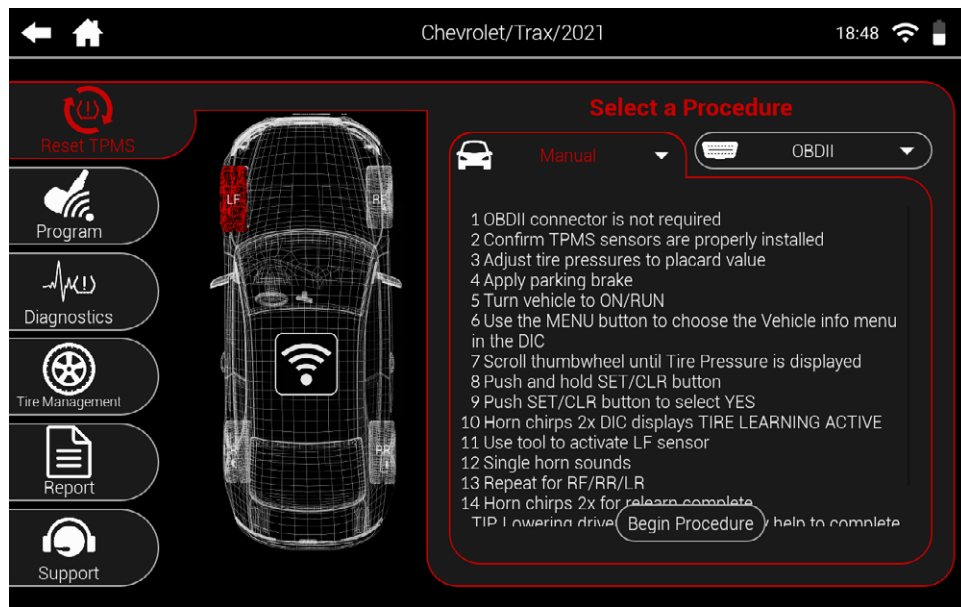 Chevrolet/Trax/2021
18:48
Reset TPMS
Program
Diagnostics
Tire Management
Report
Support
LF
RF
RR
Select a Procedure
Manual
OBDII
1 OBDII connector is not required
2 Confirm TPMS sensors are properly installed
3 Adjust tire pressures to placard value
4 Apply parking brake
5 Turn vehicle to ON/RUN
6 Use the MENU button to choose the Vehicle info menu
in the DIC
7 Scroll thumbwheel until Tire Pressure is displayed
8 Push and hold SET/CLR button
9 Push SET/CLR button to select YES
10 Horn chirps 2x DIC displays TIRE LEARNING ACTIVE
11 Use tool to activate LF sensor
12 Single horn sounds
13 Repeat for RF/RR/LR
14 Horn chirps 2x for relearn complete
TIP Lowering help to complete
Begin Procedure